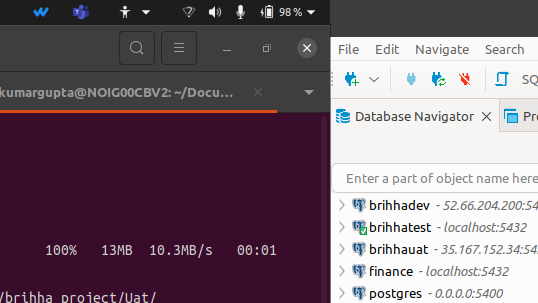 98 %
kumargupta@NOIG00CBV2: ~/Docu...
100% 13MB 10.3MB/s 00:01
/brihha_project/Uat/
File Edit Navigate Search
SQ
Database Navigator
Pr
Enter a part of object name here
brihhadev - 52.66.204.200:54
brihhatest - localhost:5432
brihhauat - 35.167.152.34:54
finance - localhost:5432
postgres - 0.0.0.0:5400